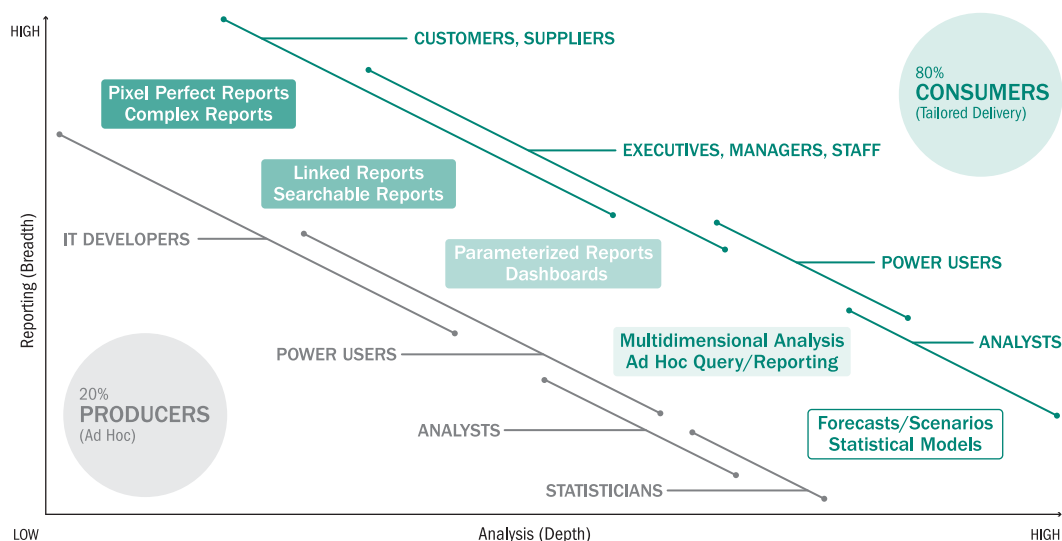 HIGH
CUSTOMERS, SUPPLIERS
80%
CONSUMERS
(Tailored Delivery)
Pixel Perfect Reports
Complex Reports
EXECUTIVES, MANAGERS, STAFF
Linked Reports
Searchable Reports
Reporting (Breadth)
IT DEVELOPERS
Parameterized Reports
Dashboards
POWER USERS
Multidimensional Analysis
Ad Hoc Query/Reporting
ANALYSTS
POWER USERS
20%
PRODUCERS
(Ad Hoc)
ANALYSTS
Forecasts/Scenarios
Statistical Models
STATISTICIANS
LOW
Analysis (Depth)
HIGH